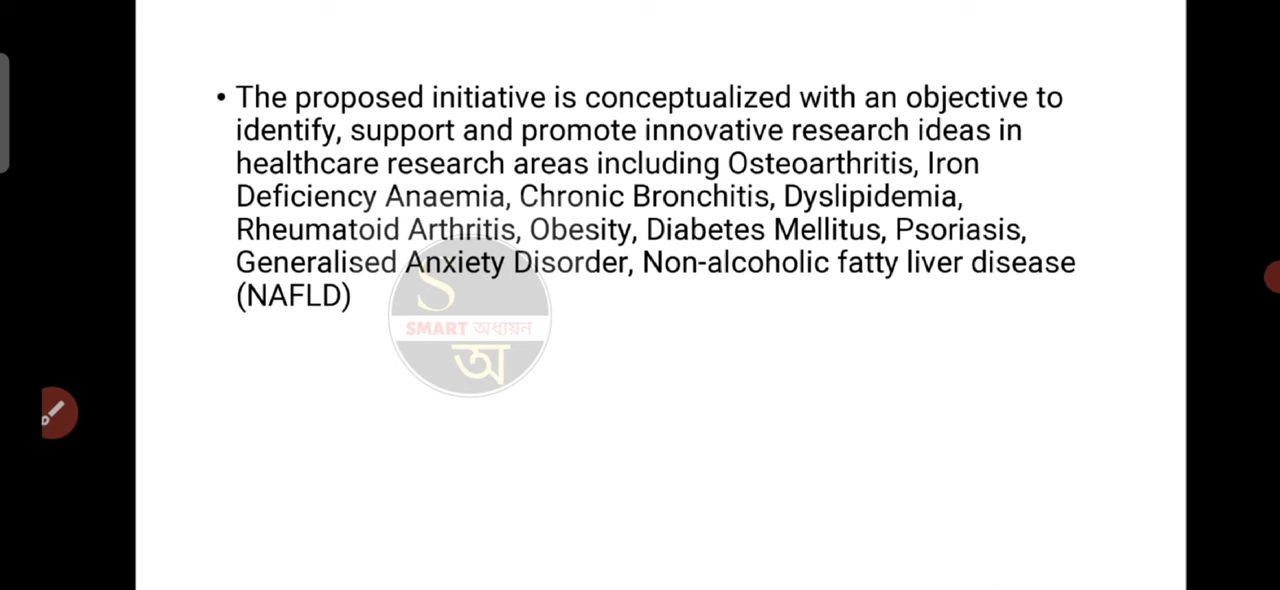 • The proposed initiative is conceptualized with an objective to
identify, support and promote innovative research ideas in
healthcare research areas including Osteoarthritis, Iron
Deficiency Anaemia, Chronic Bronchitis, Dyslipidemia,
Rheumatoid Arthritis, Obesity, Diabetes Mellitus, Psoriasis,
Generalised Anxiety Disorder, Non-alcoholic fatty liver disease
(NAFLD)
S
SMART অধ্যয়ন
অ